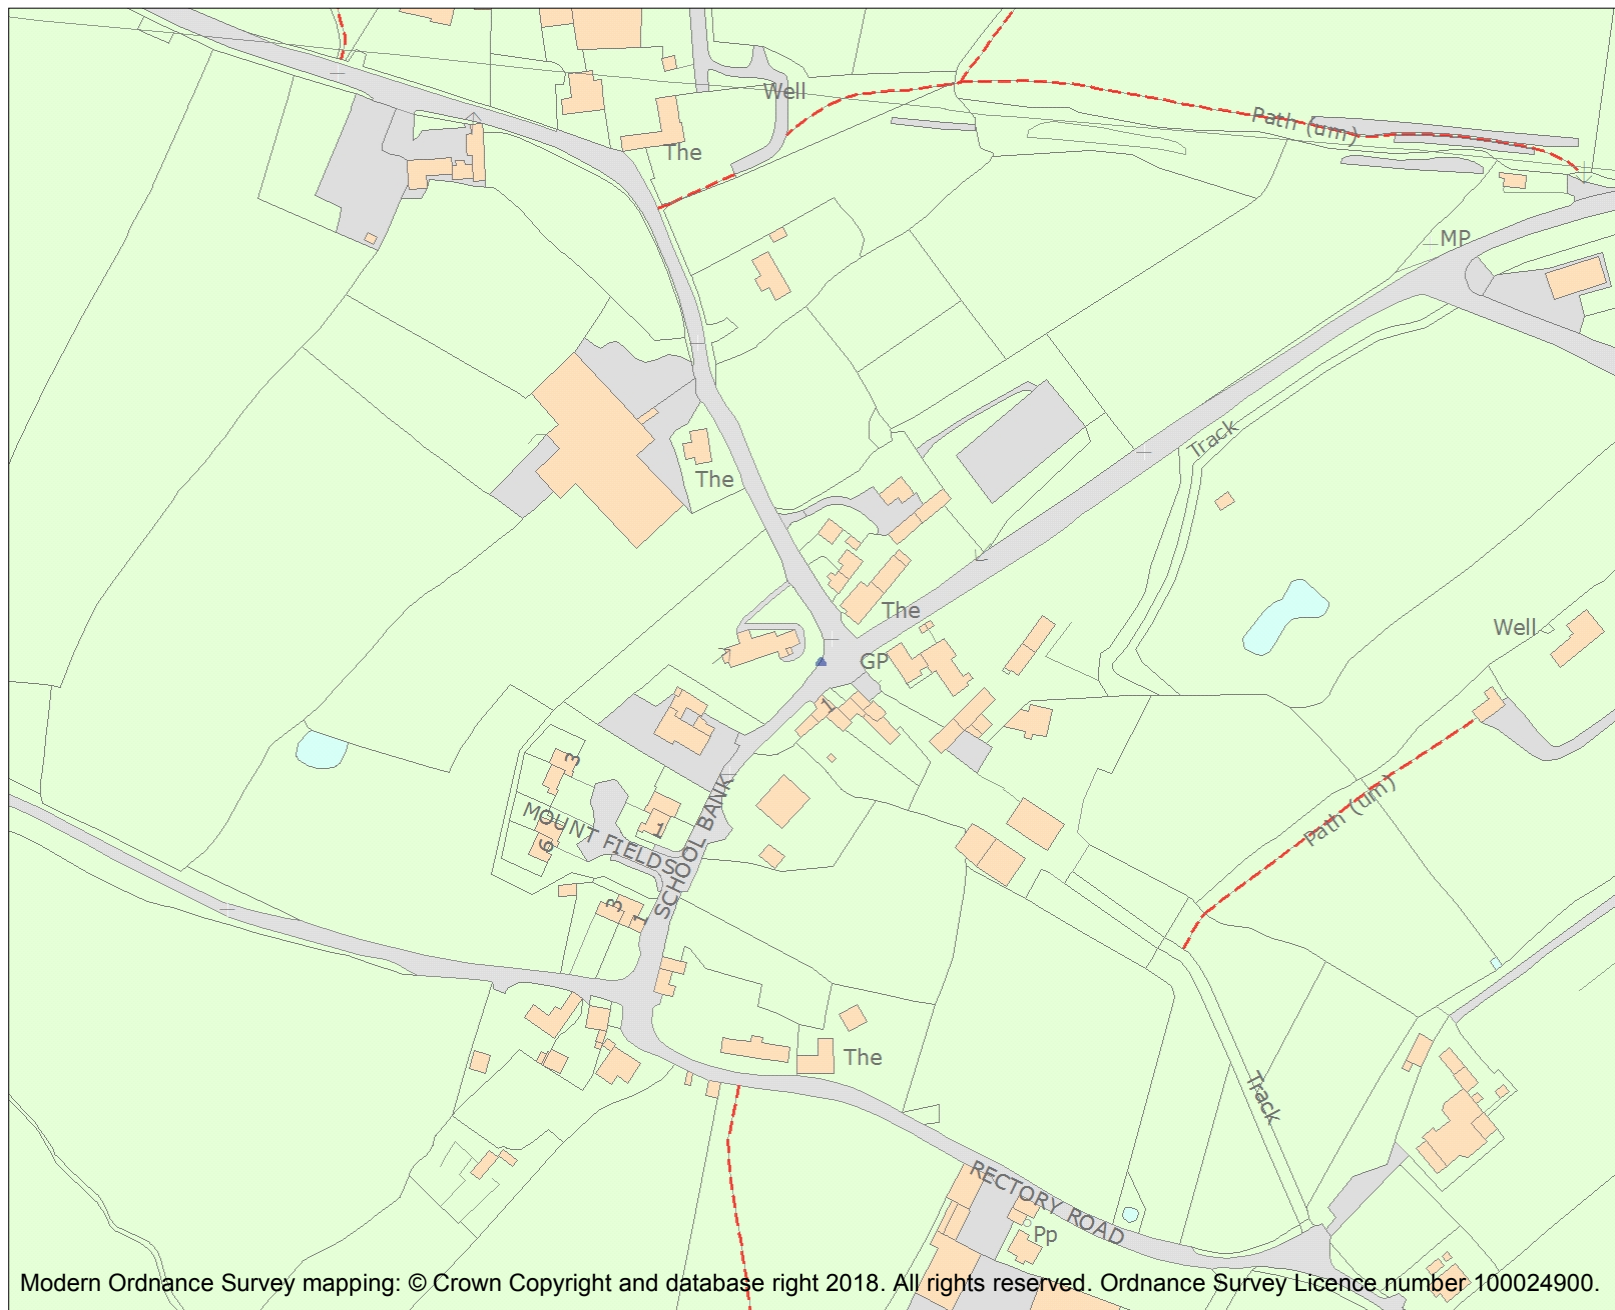 Well
Path (um)
The
MP
Track
The
The
Well
GP
1
3
MOUNT FIELDS
1
SCHOOL BANK
6
Path (um)
3
1
The
Track
RECTORY ROAD
Pp
Modern Ordnance Survey mapping: © Crown Copyright and database right 2018. All rights reserved. Ordnance Survey Licence number 100024900.